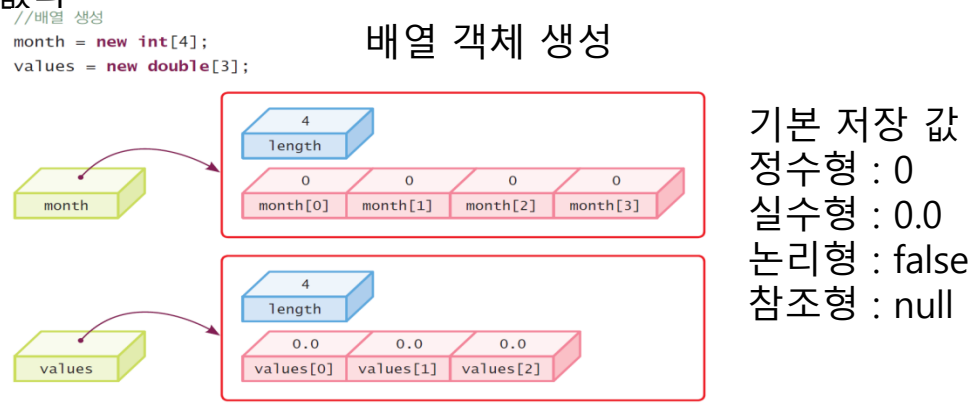 //배열 생성
month = new int[4];
values = new double[3];
배열 객체 생성
4
length
0 0 0 0
month month[0] month[1] month[2] month[3]
4
length
0.0 0.0 0.0
values values[0] values[1] values[2]
기본 저장 값
정수형 : 0
실수형 : 0.0
논리형 : false
참조형 : null